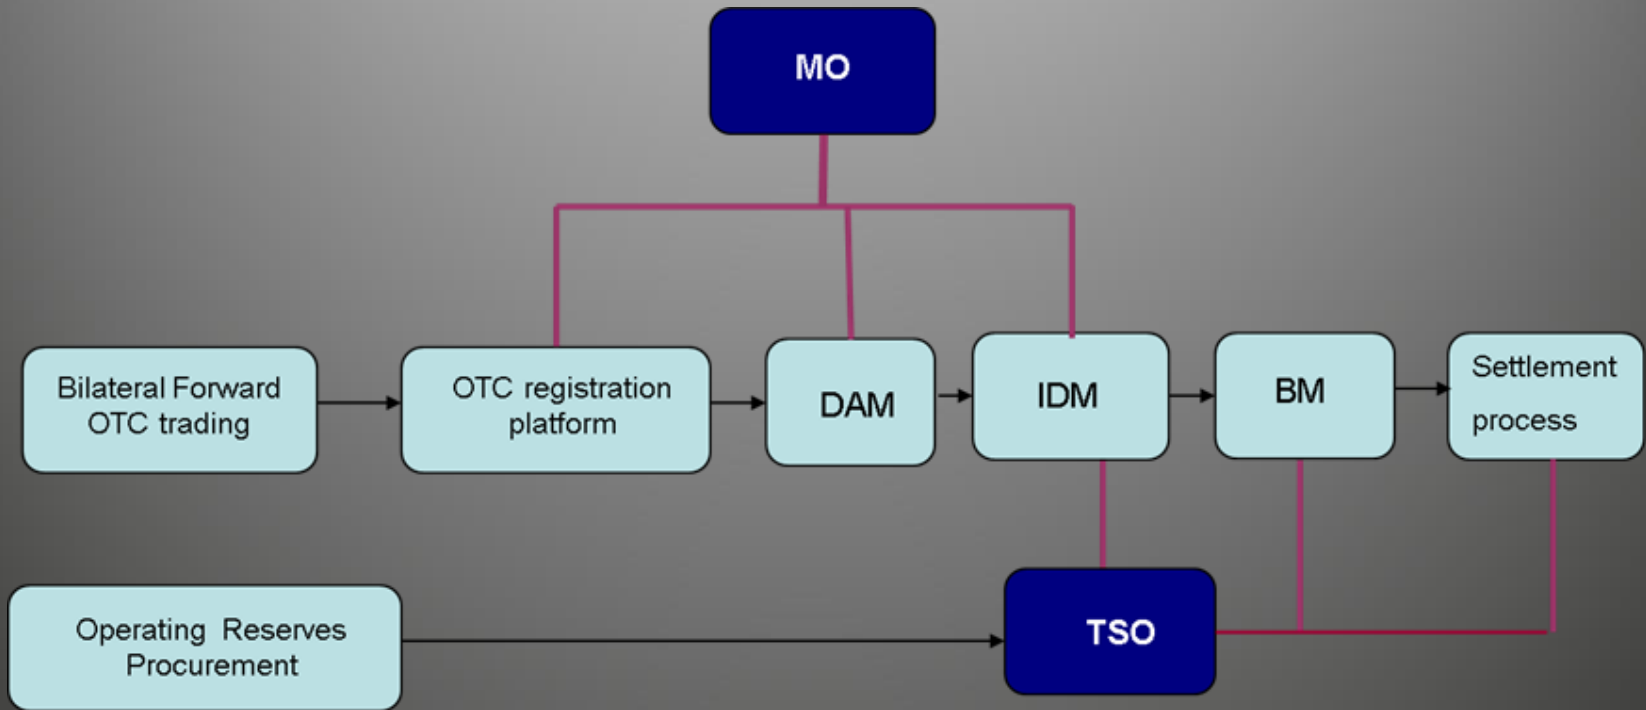 MO
Bilateral Forward
OTC trading
OTC registration
platform
DAM
IDM
BM
Settlement
process
Operating Reserves
Procurement
TSO